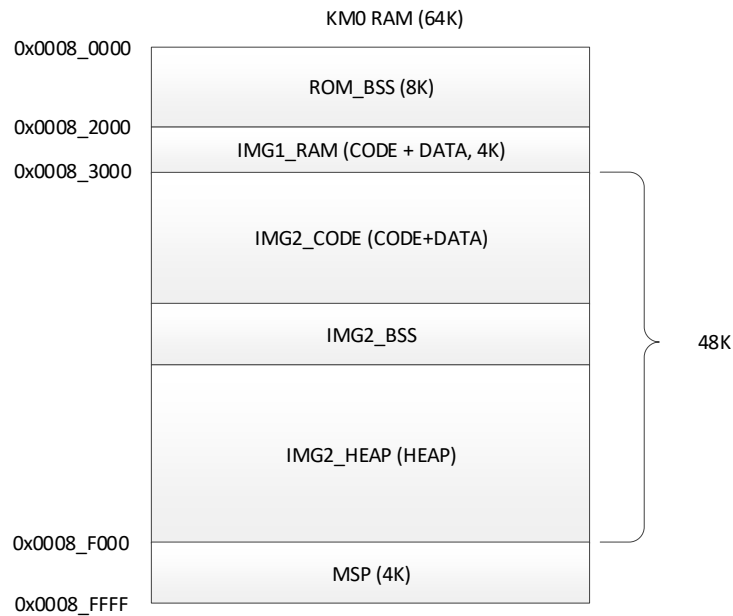 KM0 RAM (64K)
0x0008_0000
ROM_BSS (8K)
0x0008_2000
IMG1_RAM (CODE + DATA, 4K)
0x0008_3000
IMG2_CODE (CODE+DATA)
IMG2_BSS
48K
IMG2_HEAP (HEAP)
0x0008_F000
MSP (4K)
0x0008_FFFF